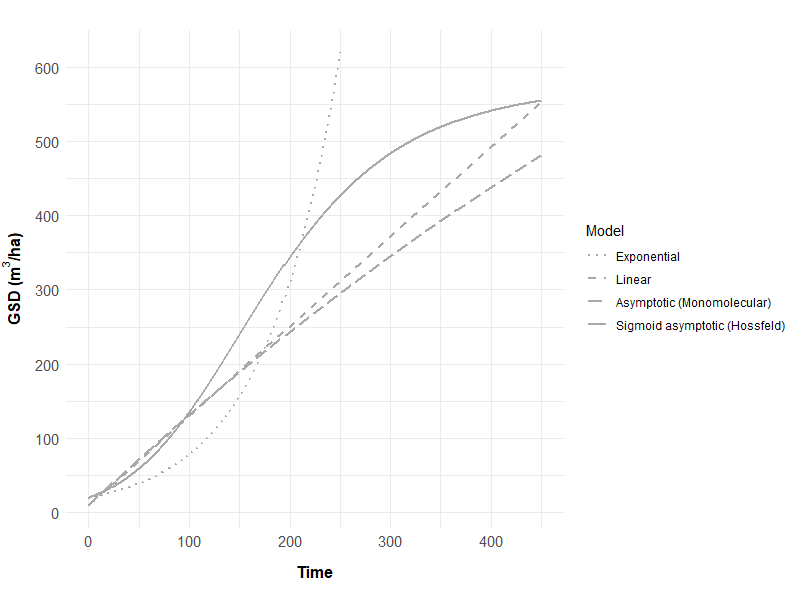 GSD (m³/ha)
600
500
400
300
200
100
0
0 100 200 300 400
Time
Model
Exponential
Linear
Asymptotic (Monomolecular)
Sigmoid asymptotic (Hossfeld)